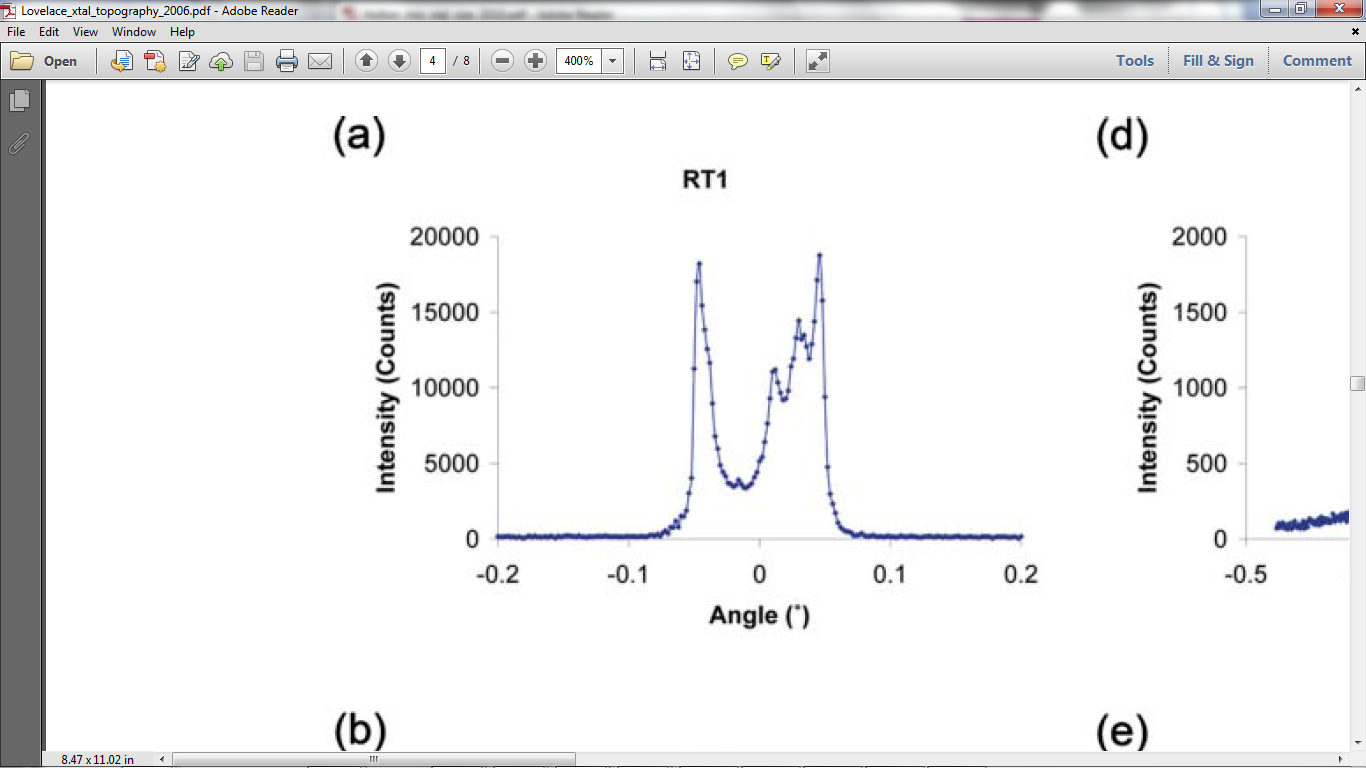 Lovelace_xtal_topography_2006.pdf - Adobe Reader
File Edit View Window Help
Open 4 / 8 400% Tools Fill & Sign Comment
(a)
RT1
20000
15000
10000
5000
0
Intensity (Counts)
-0.2 -0.1 0 0.1 0.2
Angle (°)
(d)
2000
1500
1000
500
0
Intensity (Counts)
-0.5
(b)
(e)
8.47 x 11.02 in